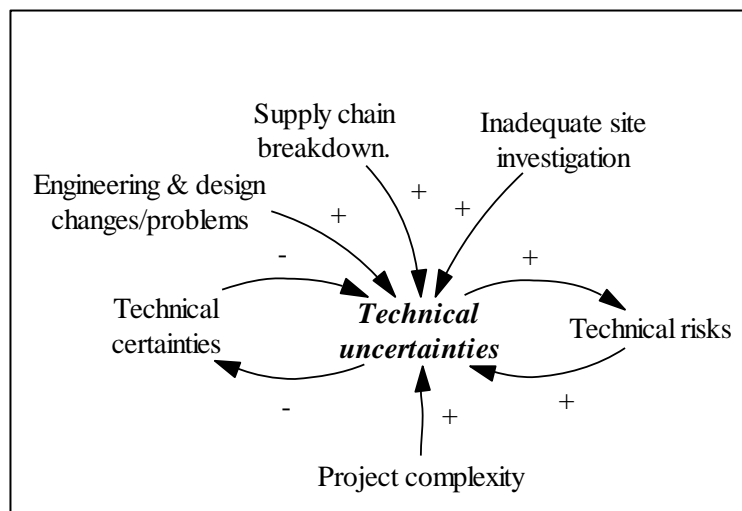 Supply chain
breakdown.
Inadequate site
investigation
Engineering & design
changes/problems
+
+
+
-
+
Technical
certainties
Technical
uncertainties
Technical risks
-
+
+
Project complexity